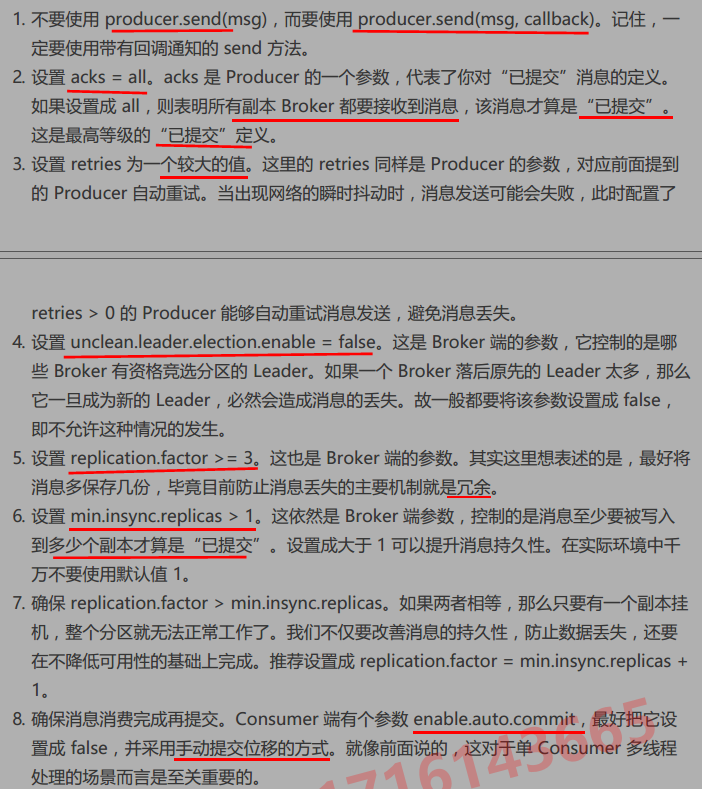 1. 不要使用 producer.send(msg)，而要使用 producer.send(msg, callback)。记住，一
定要使用带有回调通知的 send 方法。
2. 设置 acks = all。acks 是 Producer 的一个参数，代表了你对“已提交”消息的定义。
如果设置成 all，则表明所有副本 Broker 都要接收到消息，该消息才算是“已提交”。
这是最高等级的“已提交”定义。
3. 设置 retries 为一个较大的值。这里的 retries 同样是 Producer 的参数，对应前面提到
的 Producer 自动重试。当出现网络的瞬时抖动时，消息发送可能会失败，此时配置了
retries > 0 的 Producer 能够自动重试消息发送，避免消息丢失。
4. 设置 unclean.leader.election.enable = false。这是 Broker 端的参数，它控制的是哪
些 Broker 有资格竞选分区的 Leader。如果一个 Broker 落后原先的 Leader 太多，那么
它一旦成为新的 Leader，必然会造成消息的丢失。故一般都要将该参数设置成 false，
即不允许这种情况的发生。
5. 设置 replication.factor >= 3。这也是 Broker 端的参数。其实这里想表述的是，最好将
消息多保存几份，毕竟目前防止消息丢失的主要机制就是冗余。
6. 设置 min.insync.replicas > 1。这依然是 Broker 端参数，控制的是消息至少要被写入
到多少个副本才算是“已提交”。设置成大于 1 可以提升消息持久性。在实际环境中千
万不要使用默认值 1。
7. 确保 replication.factor > min.insync.replicas。如果两者相等，那么只要有一个副本挂
机，整个分区就无法正常工作了。我们不仅要改善消息的持久性，防止数据丢失，还要
在不降低可用性的基础上完成。推荐设置成 replication.factor = min.insync.replicas +
1。
8. 确保消息消费完成再提交。Consumer 端有个参数 enable.auto.commit，最好把它设
置成 false，并采用手动提交位移的方式。就像前面说的，这对于单 Consumer 多线程
处理的场景而言是至关重要的。
1716143665